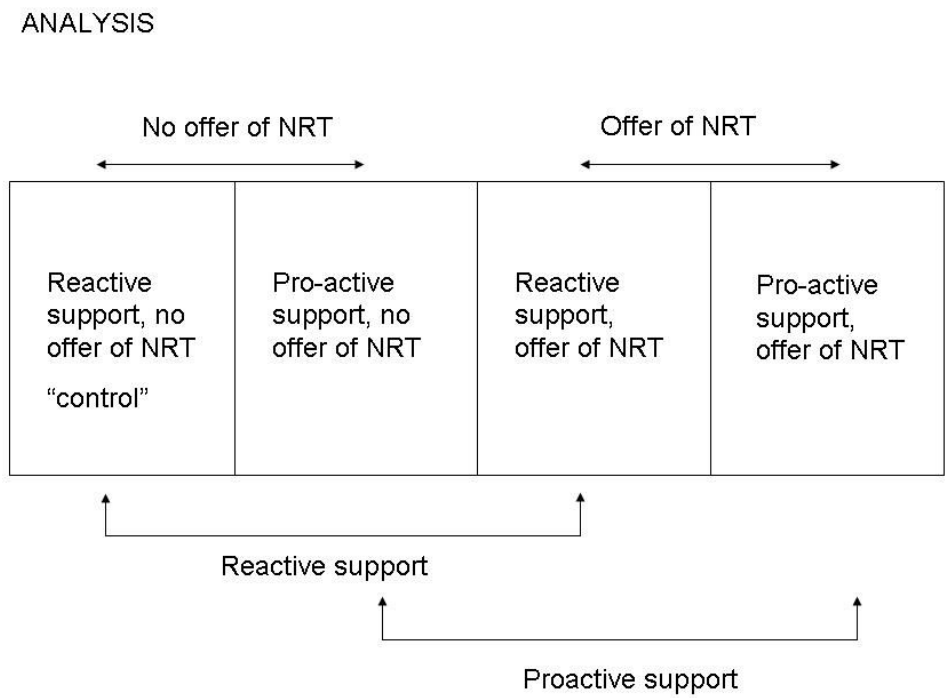 ANALYSIS
No offer of NRT
Offer of NRT
Reactive
support, no
offer of NRT
“control”
Pro-active
support, no
offer of NRT
Reactive
support,
offer of NRT
Pro-active
support,
offer of NRT
Reactive support
Proactive support